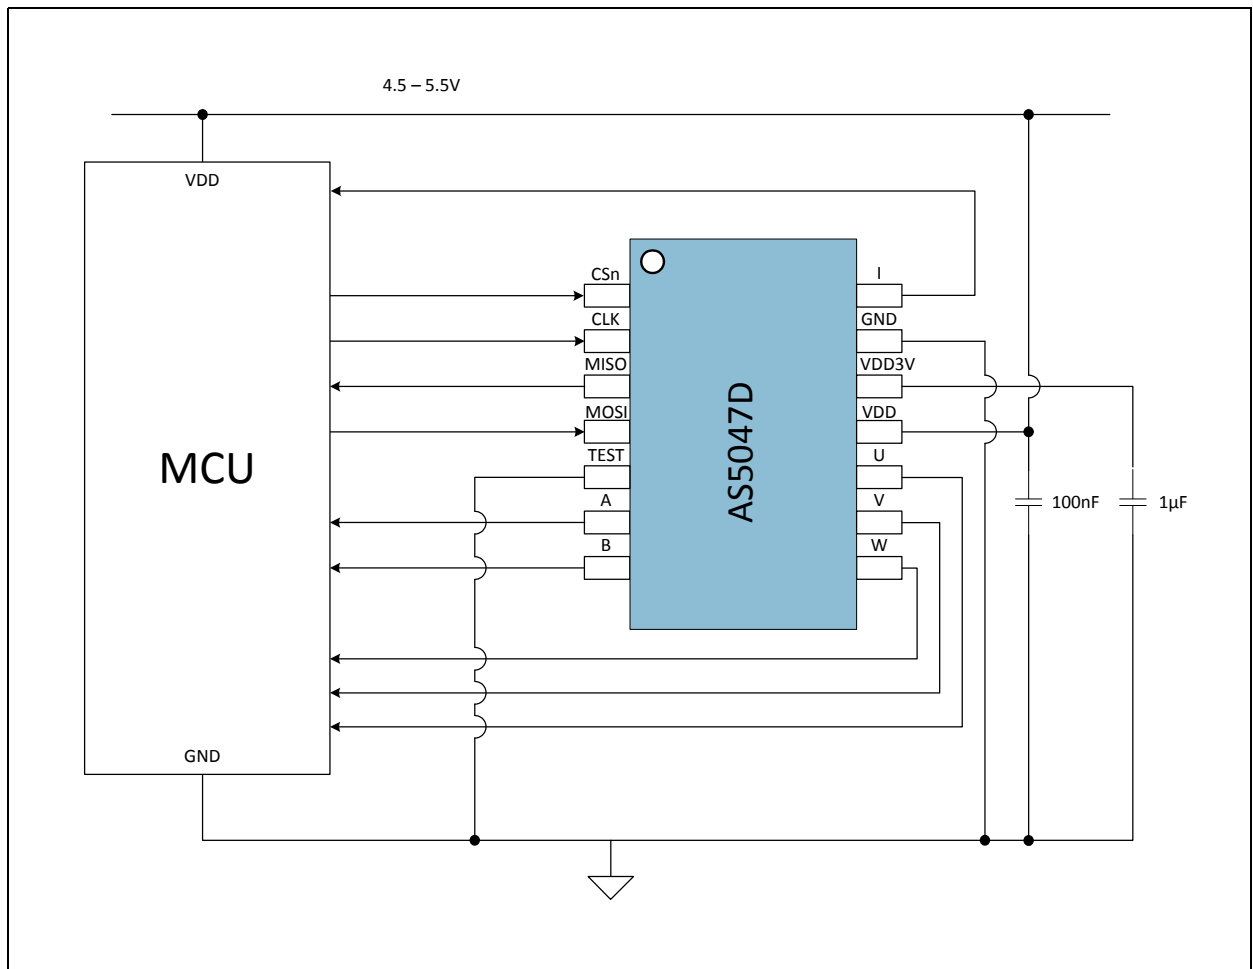 4.5 – 5.5V
VDD
MCU
GND
CSn
CLK
MISO
MOSI
TEST
A
B
AS5047D
I
GND
VDD3V
VDD
U
V
W
100nF
1µF